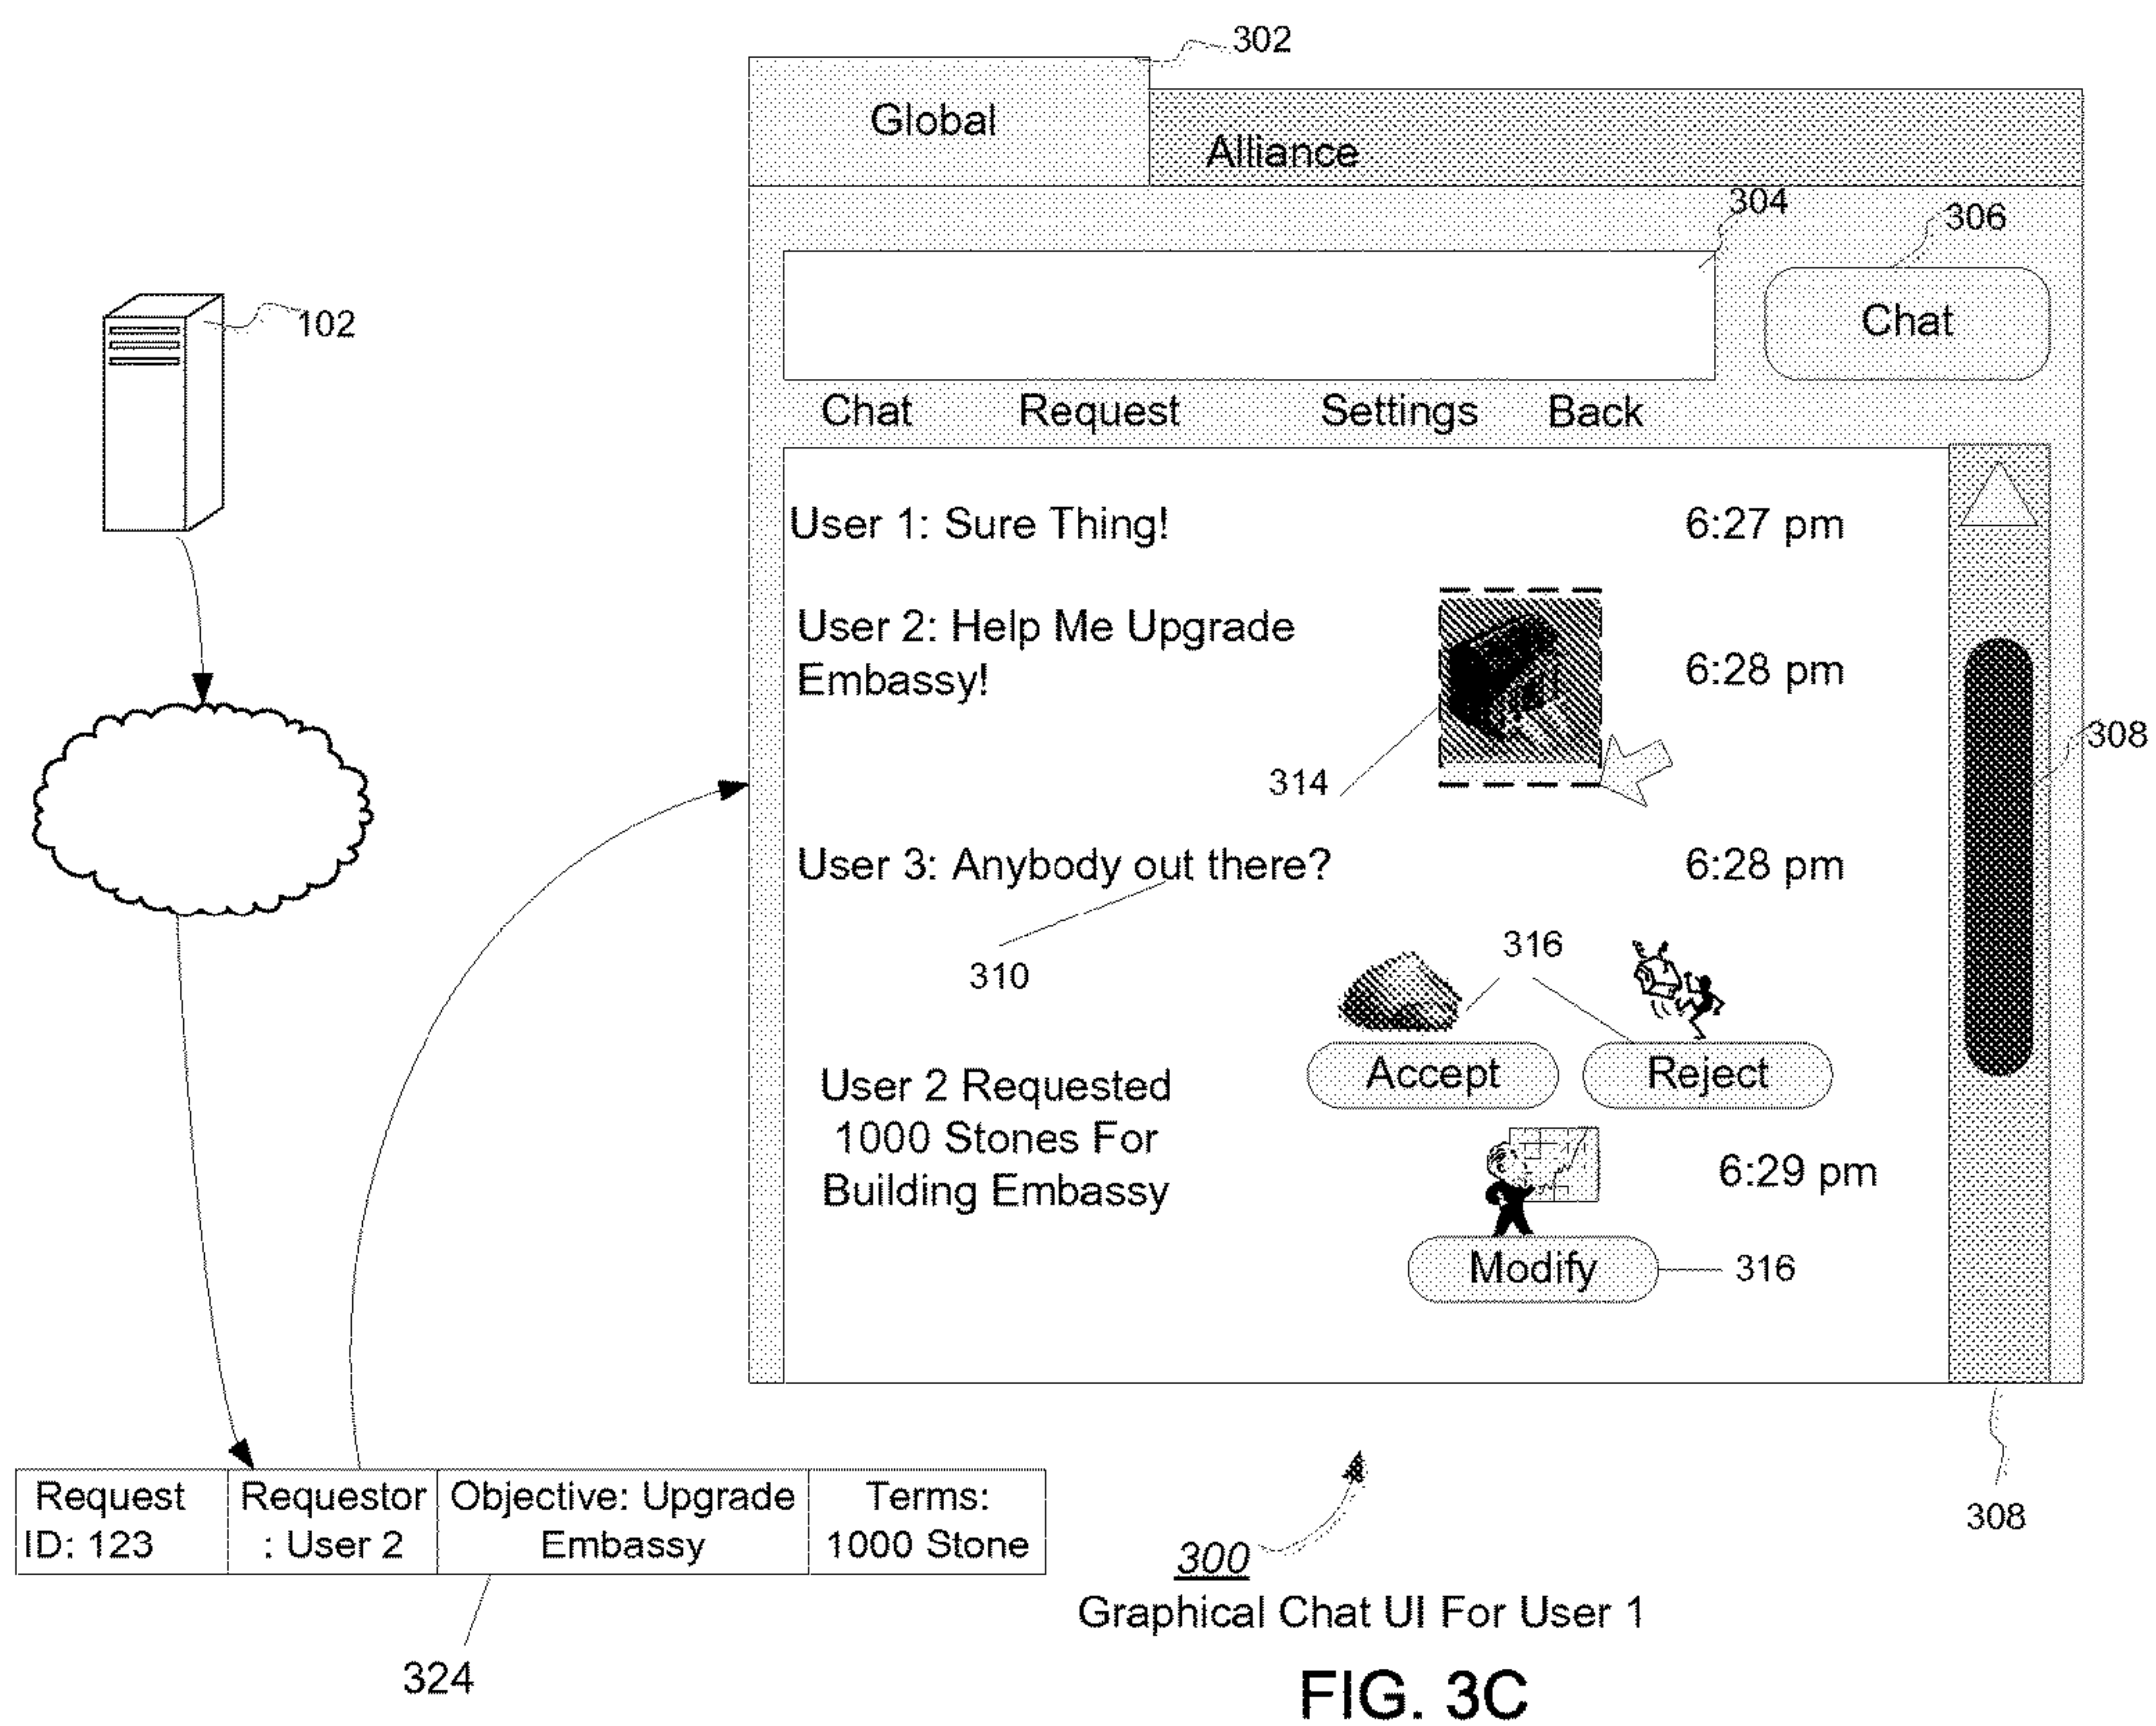 302
Global
Alliance
304
306
102
Chat
Chat Request Settings Back
User 1: Sure Thing! 6:27 pm
User 2: Help Me Upgrade
Embassy!
6:28 pm
308
314
User 3: Anybody out there? 6:28 pm
310
316
Accept Reject
User 2 Requested
1000 Stones For
Building Embassy
6:29 pm
Modify
316
Request
ID: 123
Requestor
: User 2
Objective: Upgrade
Embassy
Terms:
1000 Stone
308
324
300
Graphical Chat UI For User 1
FIG. 3C